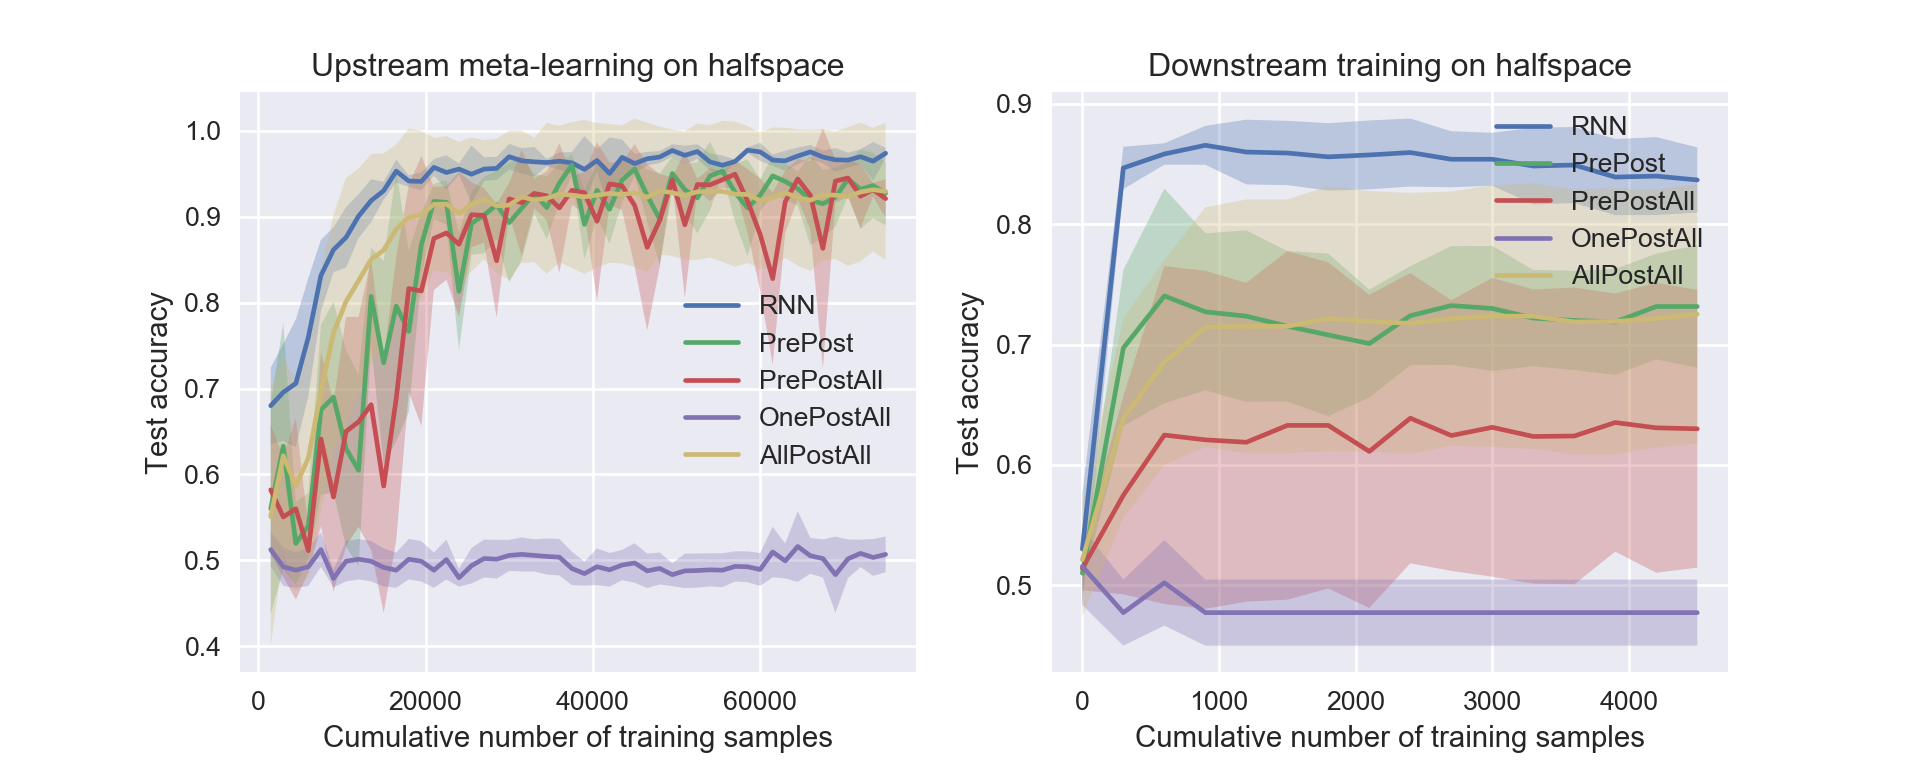 Upstream meta-learning on halfspace
1.0
0.9
0.8
0.7
0.6
0.5
0.4
Test accuracy
RNN
PrePost
PrePostAll
OnePostAll
AllPostAll
0 20000 40000 60000
Cumulative number of training samples
Downstream training on halfspace
0.9
0.8
0.7
0.6
0.5
Test accuracy
RNN
PrePost
PrePostAll
OnePostAll
AllPostAll
0 1000 2000 3000 4000
Cumulative number of training samples